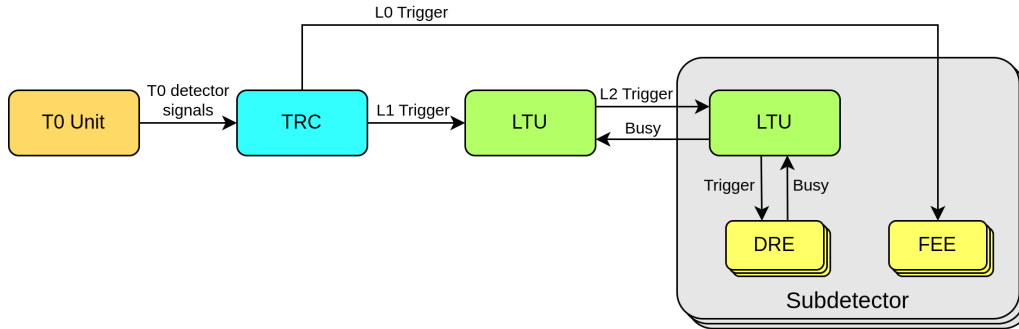 L0 Trigger
T0 detector
signals
T0 Unit
TRC
L1 Trigger
LTU
L2 Trigger
Busy
LTU
Trigger
Busy
DRE
FEE
Subdetector